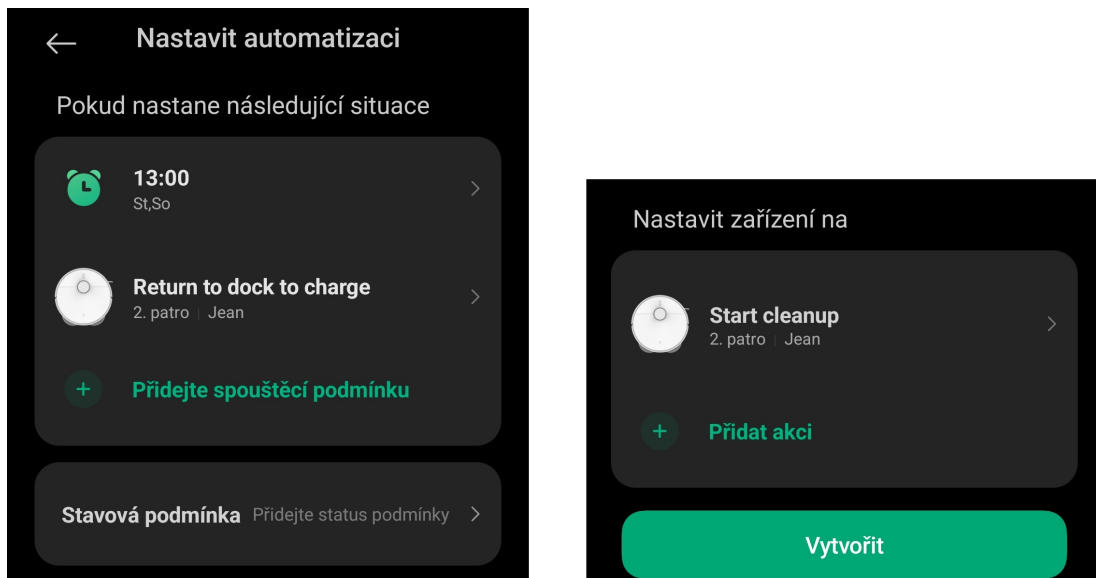 Nastavit automatizaci
Pokud nastane následující situace
13:00
St,So
Return to dock to charge
2. patro | Jean
+ Přidejte spouštěcí podmínku
Stavová podmínka Přidejte status podmínky
Nastavit zařízení na
Start cleanup
2. patro | Jean
+ Přidat akci
Vytvořit